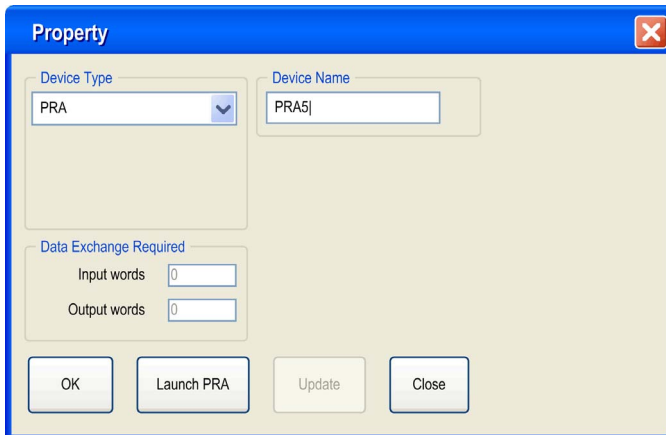 Property
Device Type
PRA
Device Name
PRA5
Data Exchange Required
Input words 0
Output words 0
OK Launch PRA Update Close